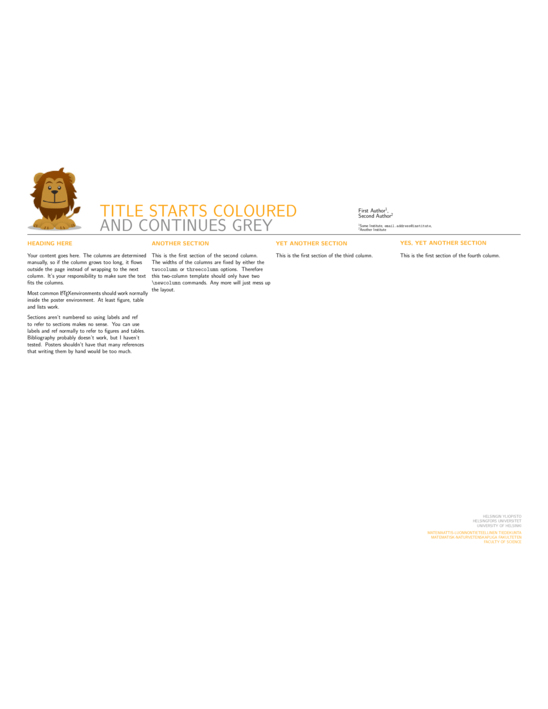 TITLE STARTS COLOURED
AND CONTINUES GREY
First Author¹,
Second Author²
¹Some Institute, email-address@institute,
²Another Institute
HEADING HERE
Your content goes here. The columns are determined
manually, so if the column grows too long, it flows
outside the page instead of wrapping to the next
column. It's your responsibility to make sure the text
fits the columns.
Most common LATEXenvironments should work normally
inside the poster environment. At least figure, table
and lists work.
Sections aren't numbered so using labels and ref
to refer to sections makes no sense. You can use
labels and ref normally to refer to figures and tables.
Bibliography probably doesn't work, but I haven't
tested. Posters shouldn't have that many references
that writing them by hand would be too much.
ANOTHER SECTION
This is the first section of the second column.
The widths of the columns are fixed by either the
twocolumn or threecolumn options. Therefore
this two-column template should only have two
\newcolumn commands. Any more will just mess up
the layout.
YET ANOTHER SECTION
This is the first section of the third column.
YES, YET ANOTHER SECTION
This is the first section of the fourth column.
HELSINGIN YLIOPISTO
HELSINGFORS UNIVERSITET
UNIVERSITY OF HELSINKI
MATEMAATTIS-LUONNONTIETEELLINEN TIEDEKUNTA
MATEMATISK-NATURVETENSKAPLIGA FAKULTETEN
FACULTY OF SCIENCE